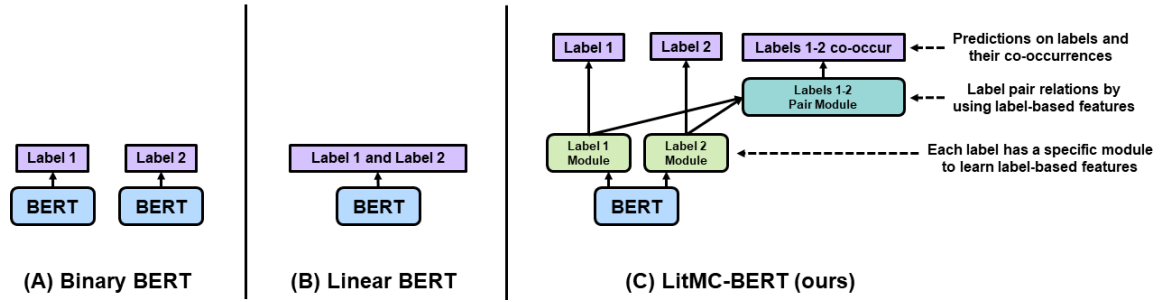 Label 1
Label 2
BERT
BERT
(A) Binary BERT
Label 1 and Label 2
BERT
(B) Linear BERT
Label 1
Label 2
Labels 1-2 co-occur
Predictions on labels and
their co-occurrences
Labels 1-2
Pair Module
Label pair relations by
using label-based features
Label 1
Module
Label 2
Module
Each label has a specific module
to learn label-based features
BERT
(C) LitMC-BERT (ours)